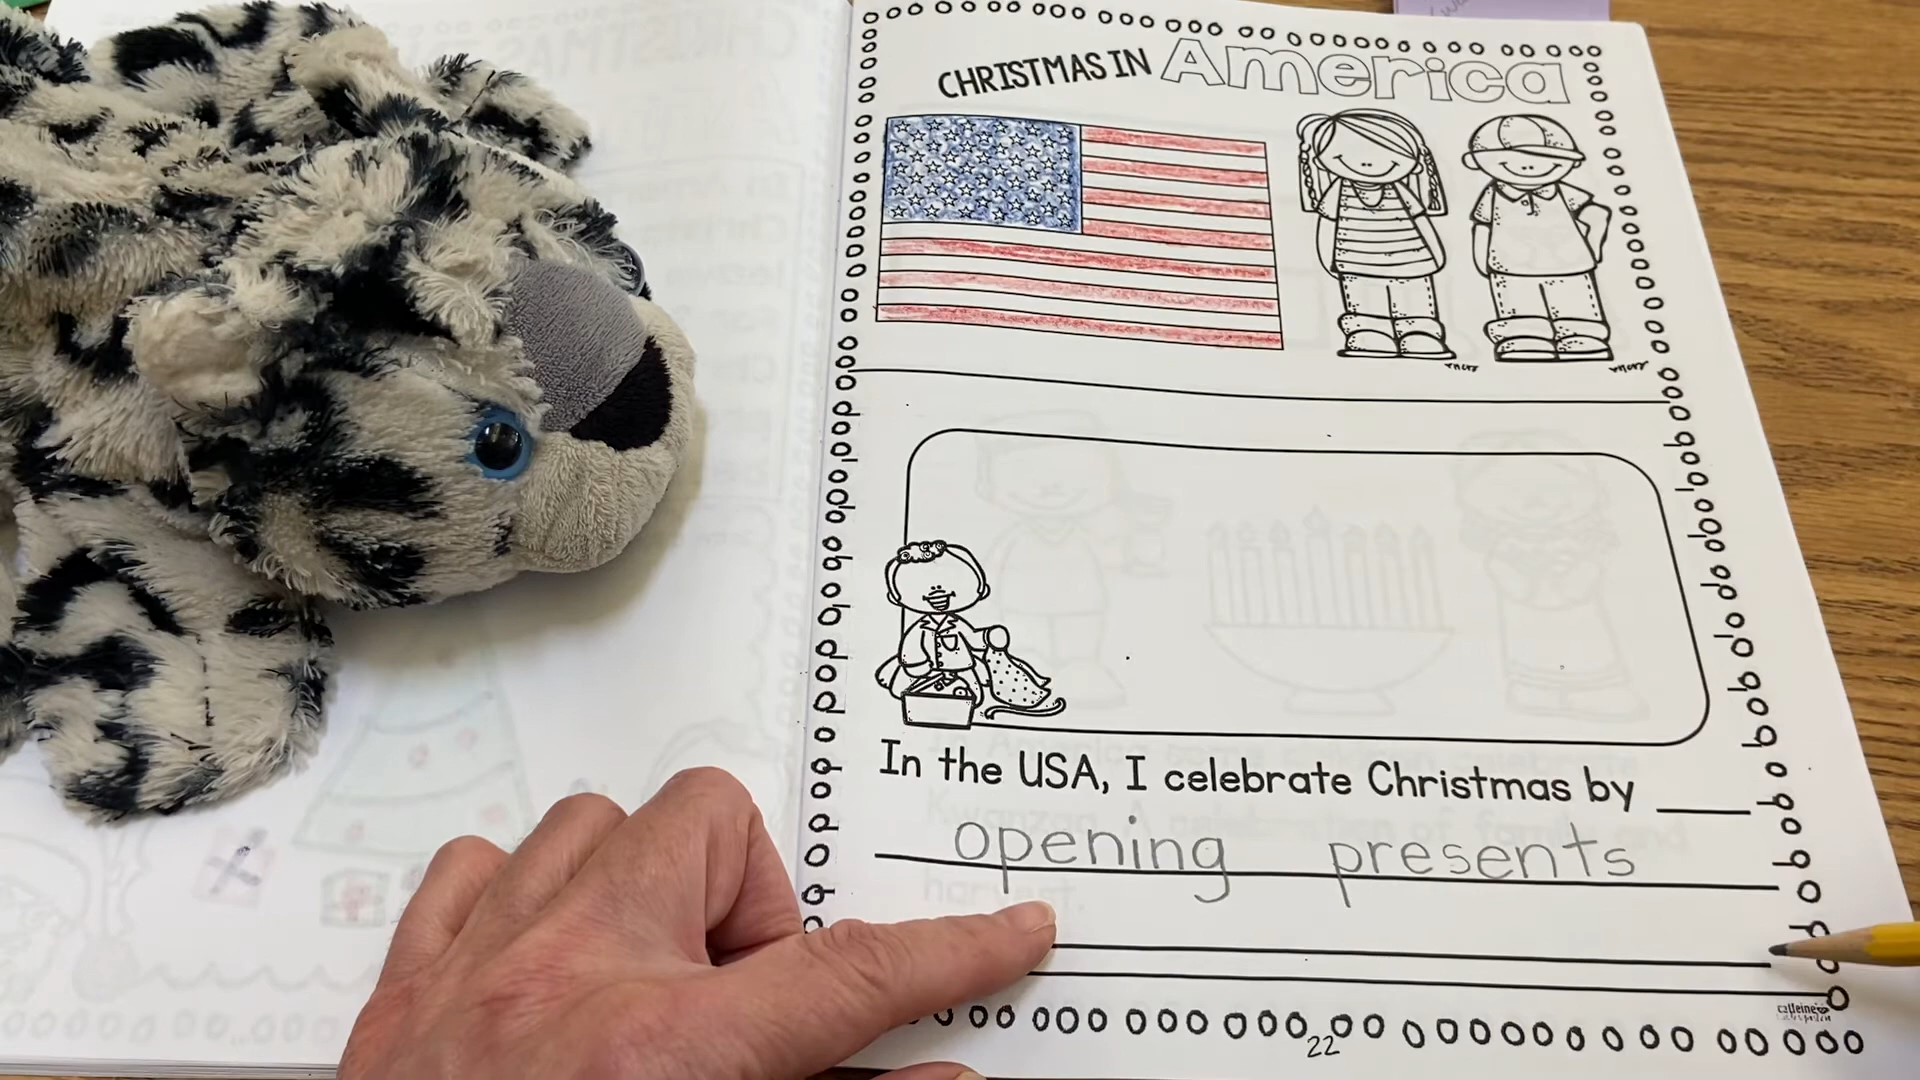 CHRISTMAS IN America
In the USA, I celebrate Christmas by
opening presents
22